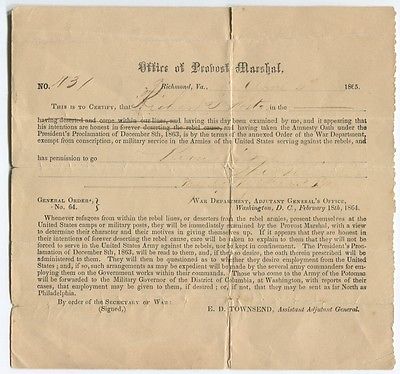 Office of Provost Marshal,
NO. 1131 Richmond, Va., 1865.
THIS IS TO CERTIFY, that in the
having deserted and come within our lines, and having this day been examined by me, and it appearing that
his intentions are honest in forever deserting the rebel cause, and having taken the Amnesty Oath under the
President's Proclamation of December 8th, 1863, in the terms of the annexed Order of the War Department,
exempt from conscription, or military service in the Armies of the United States serving against the rebels, and
has permission to go
GENERAL ORDERS, } WAR DEPARTMENT, ADJUTANT GENERAL'S OFFICE,
No. 64. } Washington, D. C., February 18th, 1864.
Whenever refugees from within the rebel lines, or deserters from the rebel armies, present themselves at the
United States camps or military posts, they will be immediately examined by the Provost Marshal, with a view
to determine their character and their motives in giving themselves up. If it appears that they are honest in
their intentions of forever deserting the rebel cause, care will be taken to explain to them that they will not be
forced to serve in the United States Army against the rebels, nor be kept in confinement. The President's Proc-
lamation of December 8th, 1863, will be read to them, and if they so desire, the oath therein prescribed will be
administered to them. They will then be questioned as to whether they desire employment from the United
States; and, if so, such arrangements as may be expedient will be made by the several army commanders for em-
ploying them on the Government works within their commands. Those who come to the Army of the Potomac
will be forwarded to the Military Governor of the District of Columbia, at Washington, with reports of their
cases, that employment may be given to them, if desired; or, if not, that they may be sent as far North as
Philadelphia.
By order of the SECRETARY OF WAR:
(Signed,) E. D. TOWNSEND, Assistant Adjutant General.